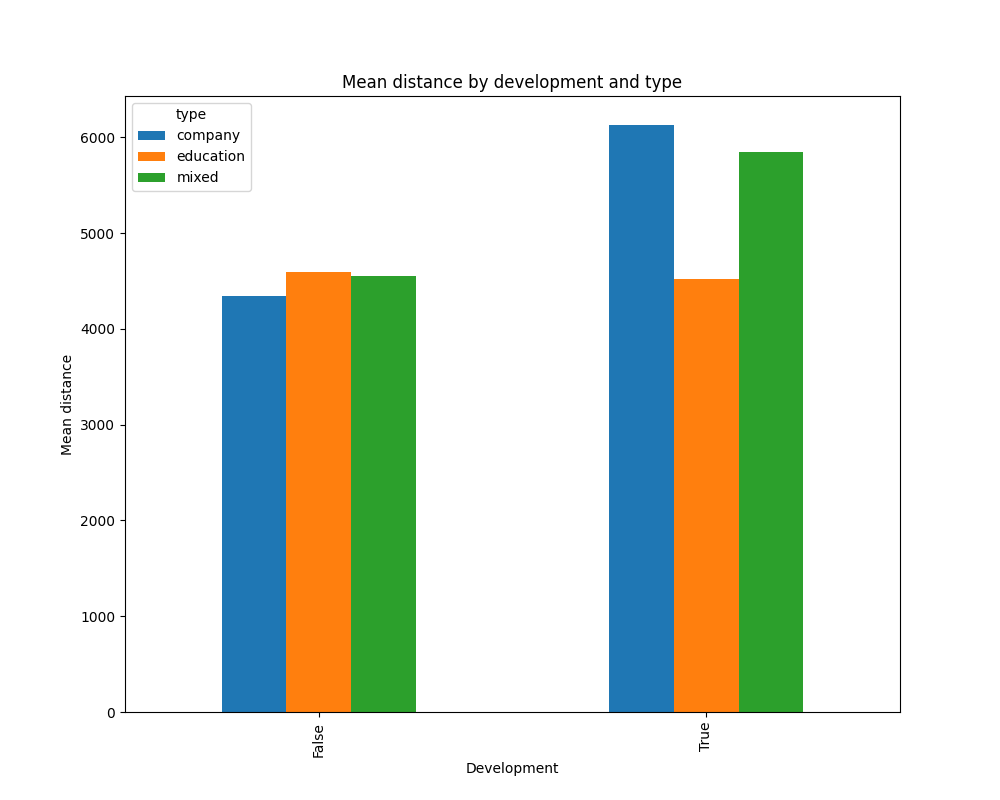 Mean distance by development and type
type
company
education
mixed
6000
5000
4000
3000
2000
1000
0
Mean distance
False
True
Development